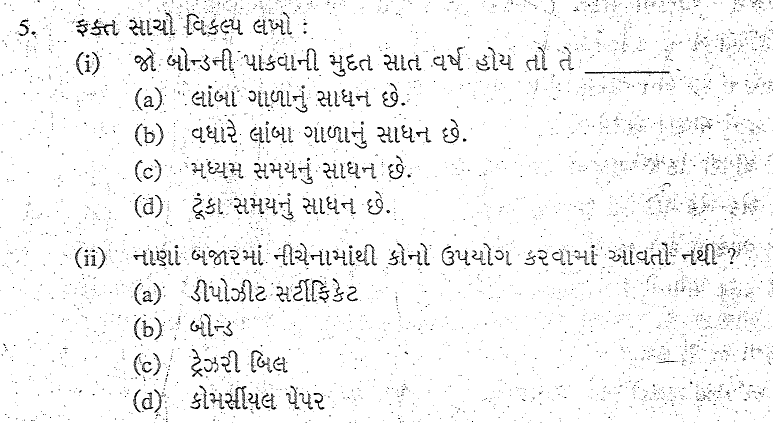 5. ફક્ત સાચો વિકલ્પ લખો :
(i) જો બોન્ડની પાકવાની મુદત સાત વર્ષ હોય તો તે ________
(a) લાંબા ગાળાનું સાધન છે.
(b) વધારે લાંબા ગાળાનું સાધન છે.
(c) મધ્યમ સમયનું સાધન છે.
(d) ટૂંકા સમયનું સાધન છે.
(ii) નાણાં બજારમાં નીચેનામાંથી કોનો ઉપયોગ કરવામાં આવતો નથી ?
(a) ડીપોઝીટ સર્ટીફિકેટ
(b) બોન્ડ
(c) ટ્રેઝરી બિલ
(d) કોમર્સીયલ પેપર